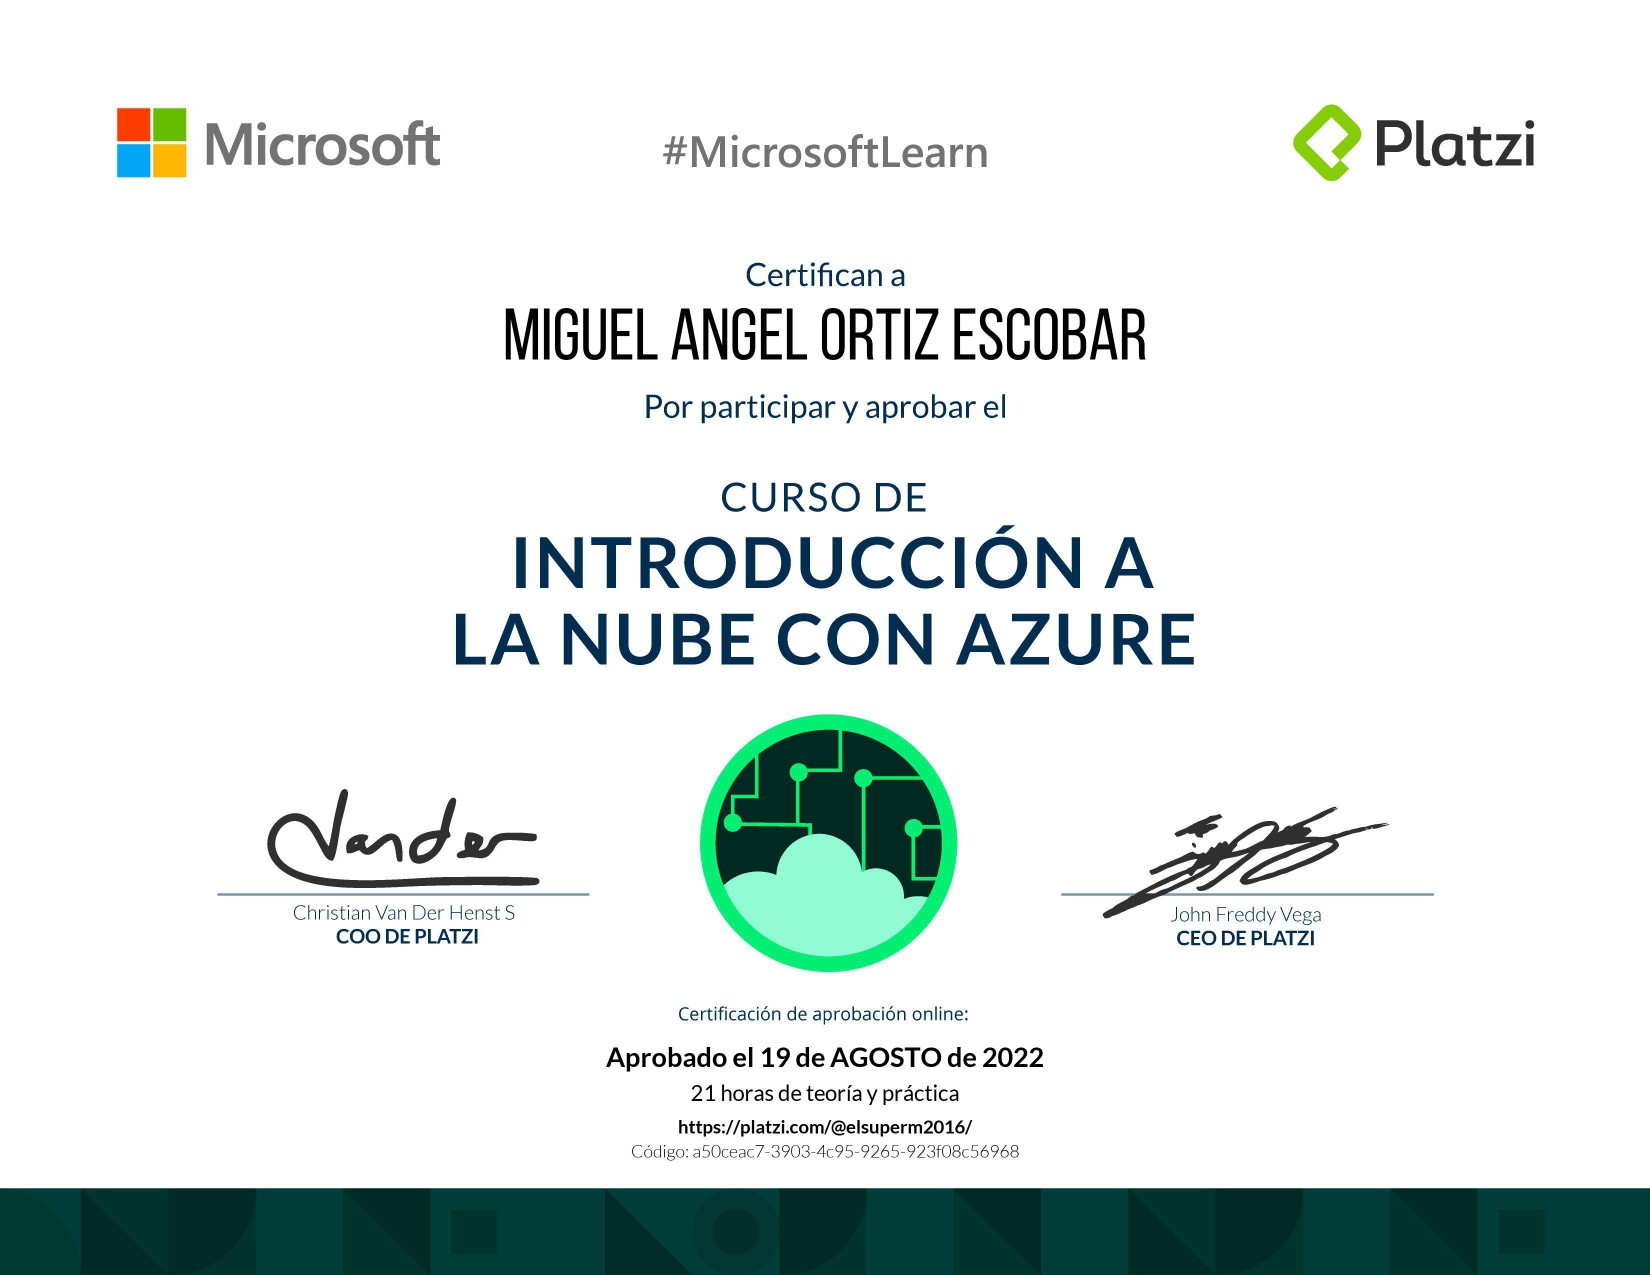 Microsoft
#MicrosoftLearn
Platzi
Certifican a
MIGUEL ANGEL ORTIZ ESCOBAR
Por participar y aprobar el
CURSO DE
INTRODUCCIÓN A
LA NUBE CON AZURE
Vander
Christian Van Der Henst S
COO DE PLATZI
John Freddy Vega
CEO DE PLATZI
Certificación de aprobación online:
Aprobado el 19 de AGOSTO de 2022
21 horas de teoría y práctica
https://platzi.com/@elsuperm2016/
Código: a50ceac7-3903-4c95-9265-923f08c56968